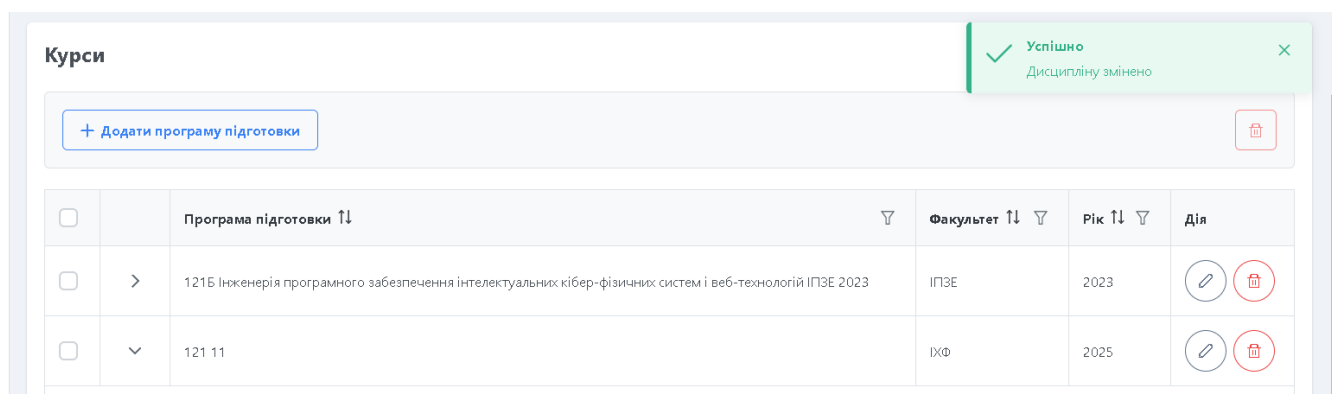 Курси
Успішно
Дисципліну змінено
Додати програму підготовки
Програма підготовки Факультет Рік Дія
121Б Інженерія програмного забезпечення інтелектуальних кібер-фізичних систем і веб-технологій ІПЗЕ 2023 ІПЗЕ 2023
121 11 ІХФ 2025